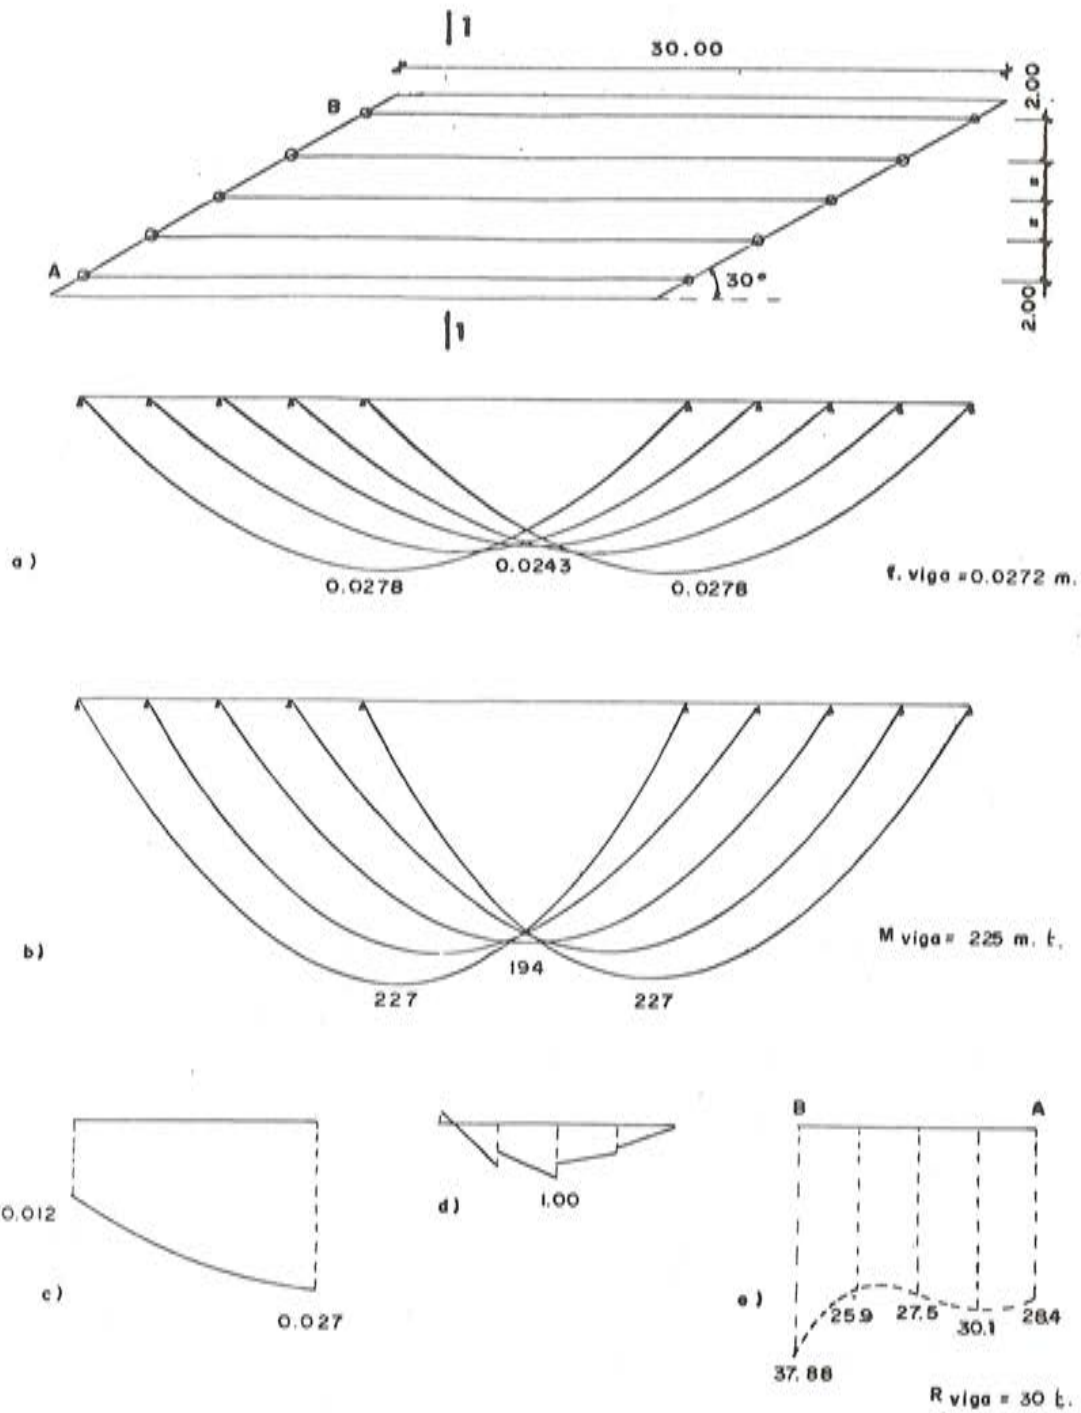 1
30.00
2.00
B
=
=
A
30°
2.00
1
a)
0.0278
0.0243
0.0278
f. viga = 0.0272 m.
b)
227
194
227
M viga = 225 m. t.
0.012
c)
0.027
d)
1.00
B
A
e)
37.88
25.9
27.5
30.1
28.4
R viga = 30 t.